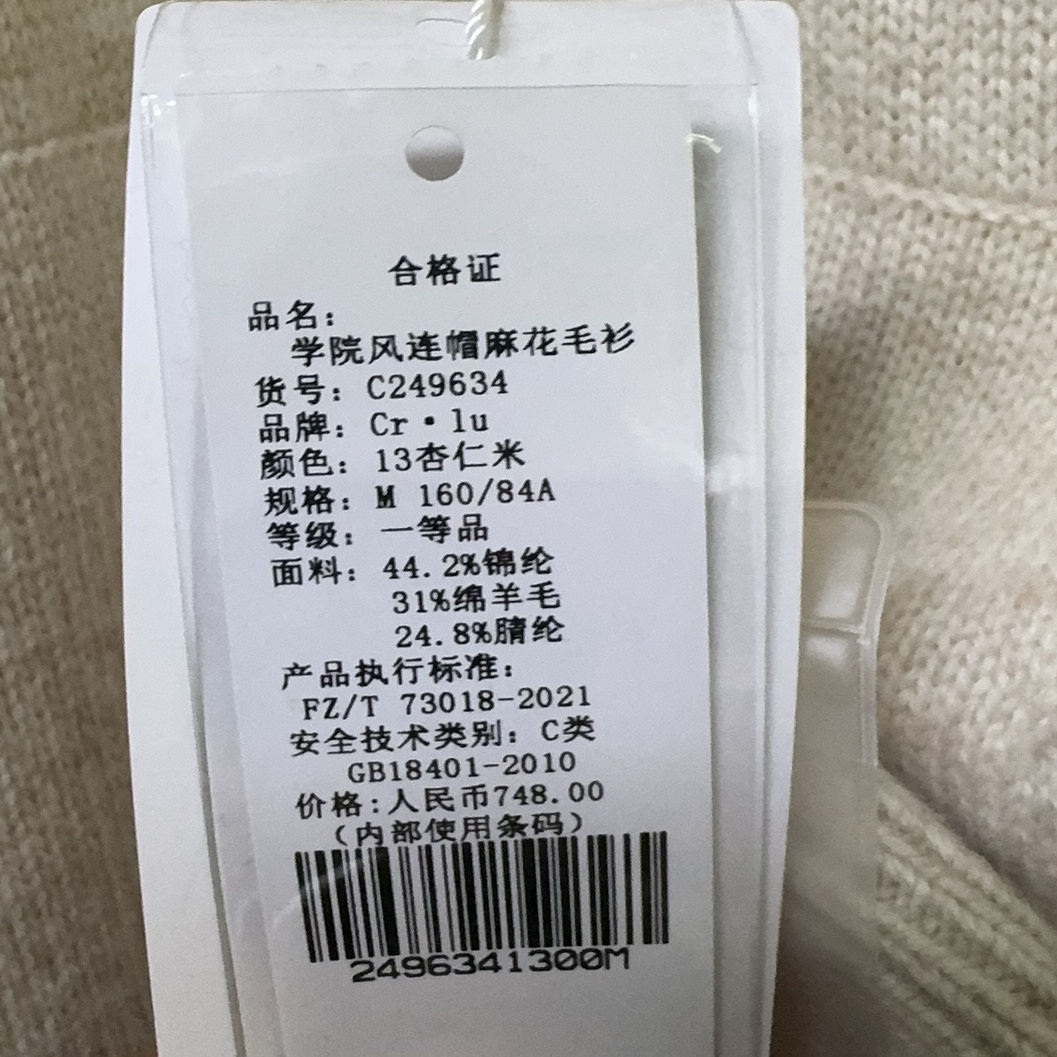 合格证
品名：
学院风连帽麻花毛衫
货号：C249634
品牌：Cr·lu
颜色：13杏仁米
规格：M 160/84A
等级：一等品
面料：44.2%锦纶
31%绵羊毛
24.8%腈纶
产品执行标准：
FZ/T 73018-2021
安全技术类别：C类
GB18401-2010
价格:人民币748.00
（内部使用条码）
2496341300M